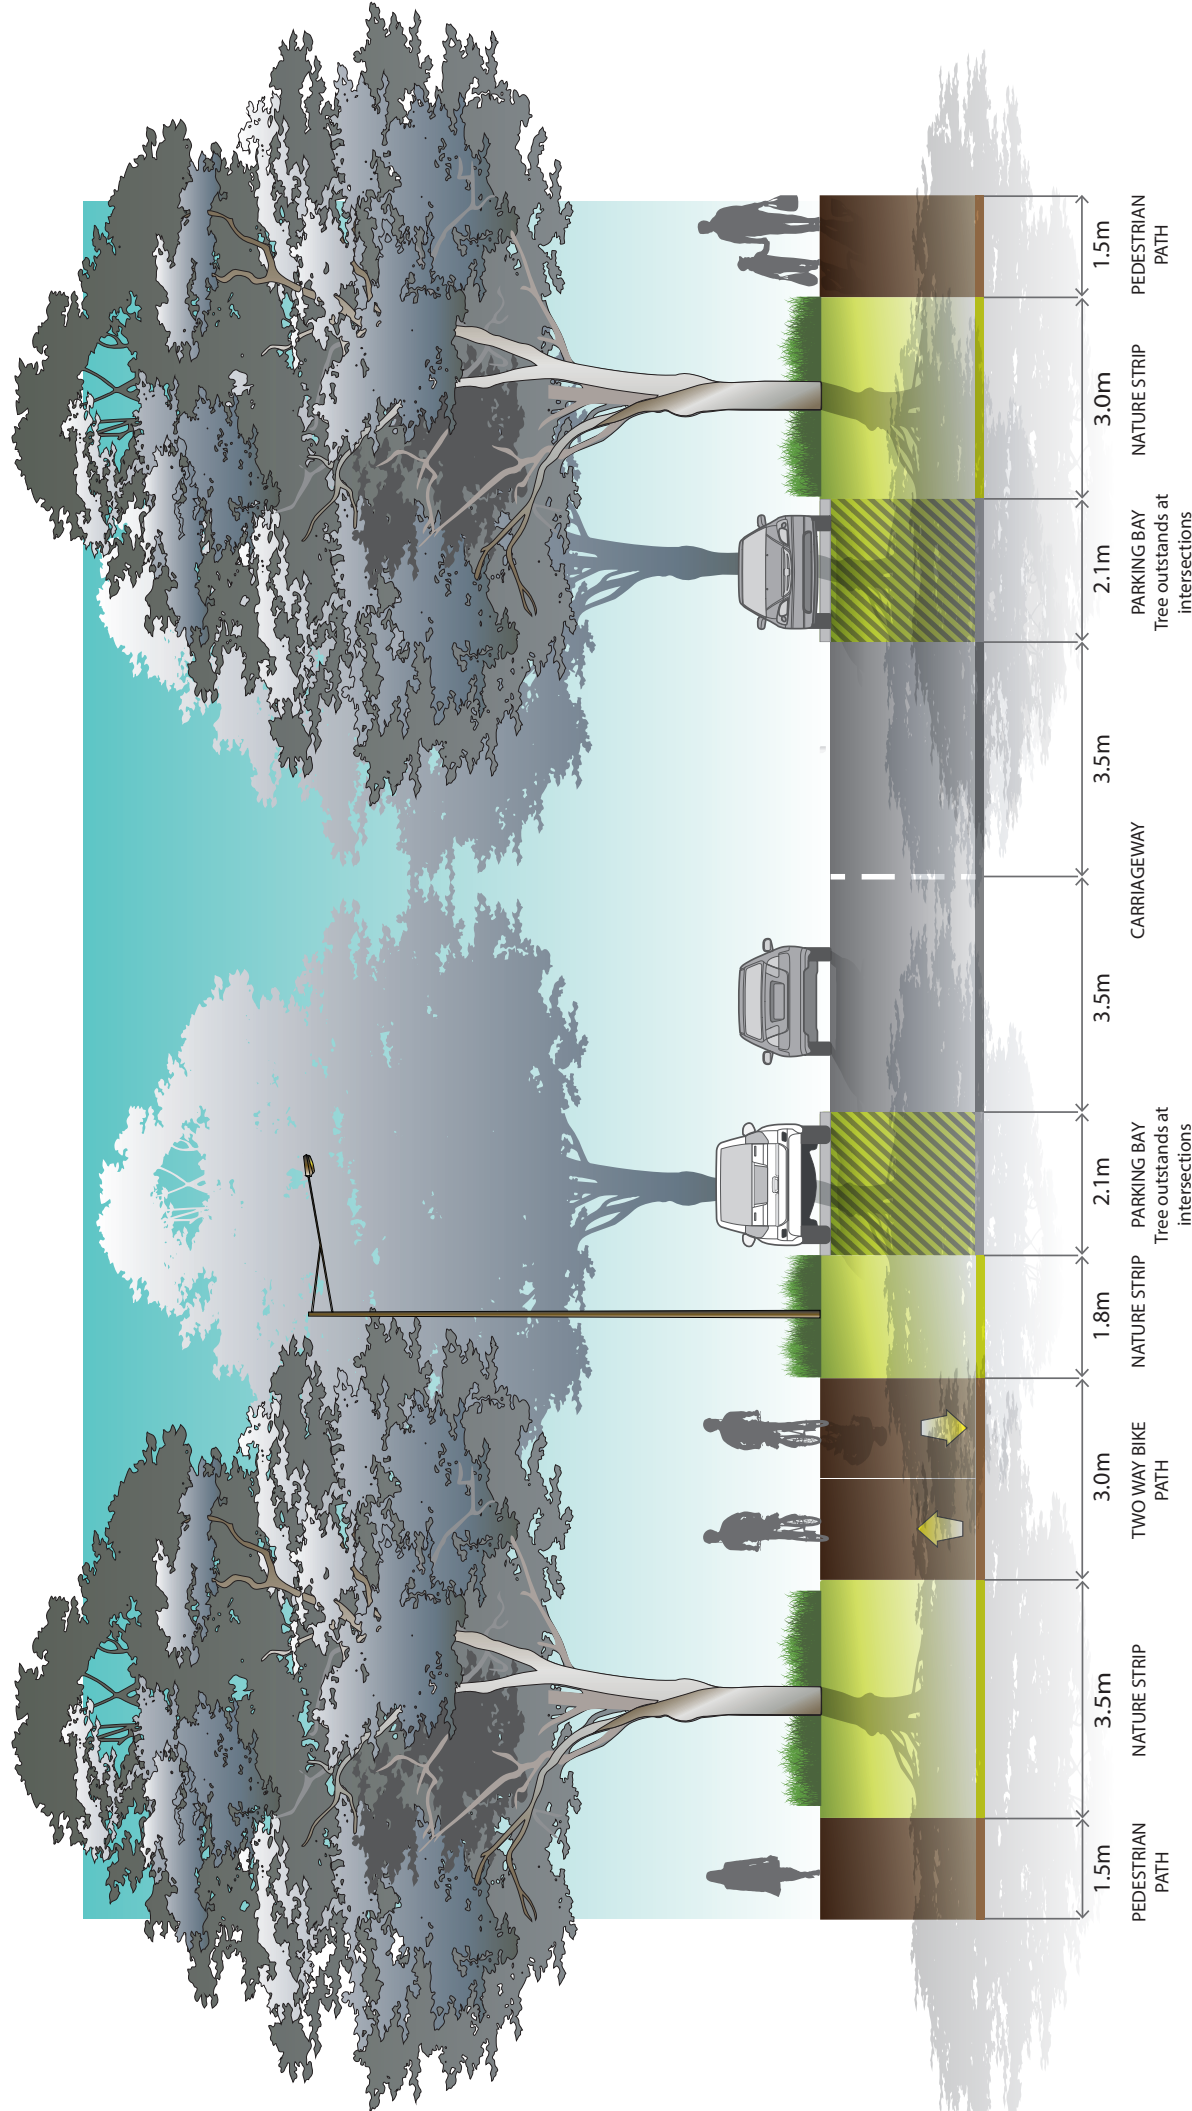 1.5m
3.5m
3.0m
1.8m
2.1m
3.5m
3.5m
2.1m
3.0m
1.5m
PEDESTRIAN
PATH
NATURE STRIP
TWO WAY BIKE
PATH
NATURE STRIP
PARKING BAY
Tree outstands at
intersections
CARRIAGEWAY
PARKING BAY
Tree outstands at
intersections
NATURE STRIP
PEDESTRIAN
PATH